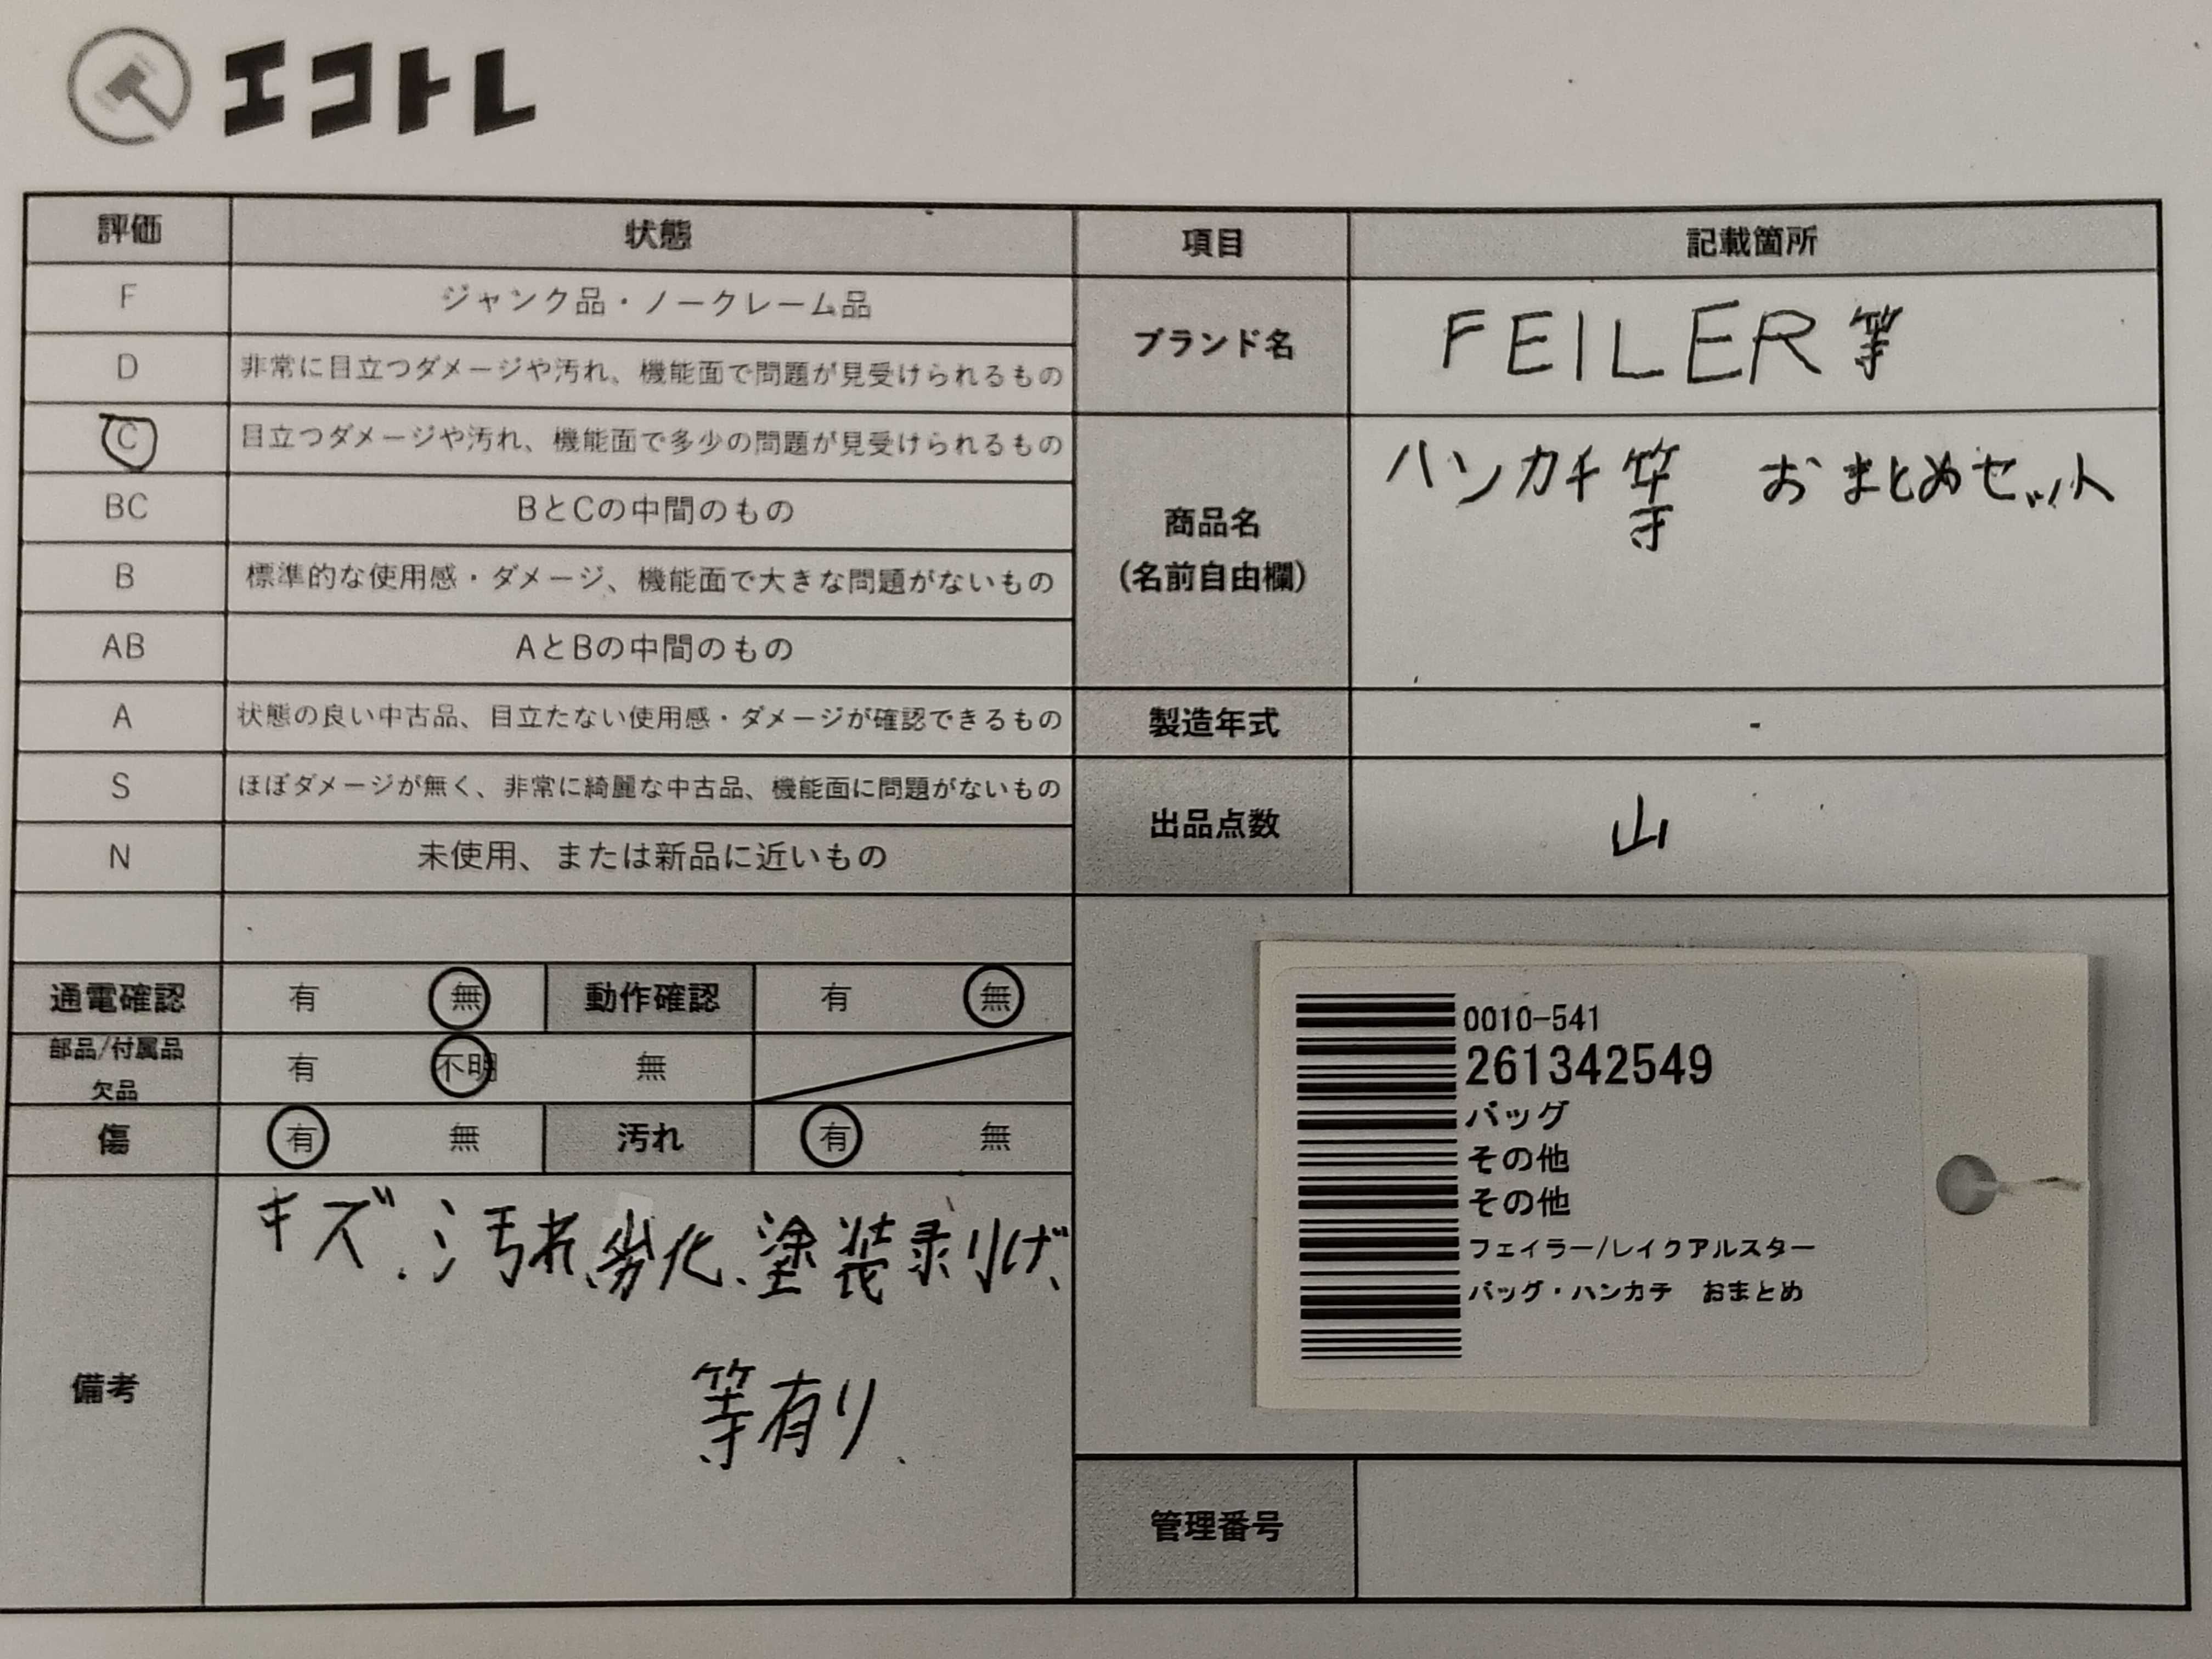 エコトレ
評価 状態 項目 記載箇所
F ジャンク品・ノークレーム品
D 非常に目立つダメージや汚れ、機能面で問題が見受けられるもの
C 目立つダメージや汚れ、機能面で多少の問題が見受けられるもの
BC BとCの中間のもの
B 標準的な使用感・ダメージ、機能面で大きな問題がないもの
AB AとBの中間のもの
A 状態の良い中古品、目立たない使用感・ダメージが確認できるもの
S ほぼダメージが無く、非常に綺麗な中古品、機能面に問題がないもの
N 未使用、または新品に近いもの
ブランド名 FEILER等
商品名 ハンカチ等 おまとめセット
(名前自由欄)
製造年式 -
出品点数 山
通電確認 有 無 動作確認 有 無
部品/付属品
欠品 有 不明 無
傷 有 無 汚れ 有 無
備考 キズ、汚れ、劣化、塗装剥げ、
等有り、
0010-541
261342549
バッグ
その他
その他
フェイラー/レイクアルスター
バッグ・ハンカチ おまとめ
管理番号